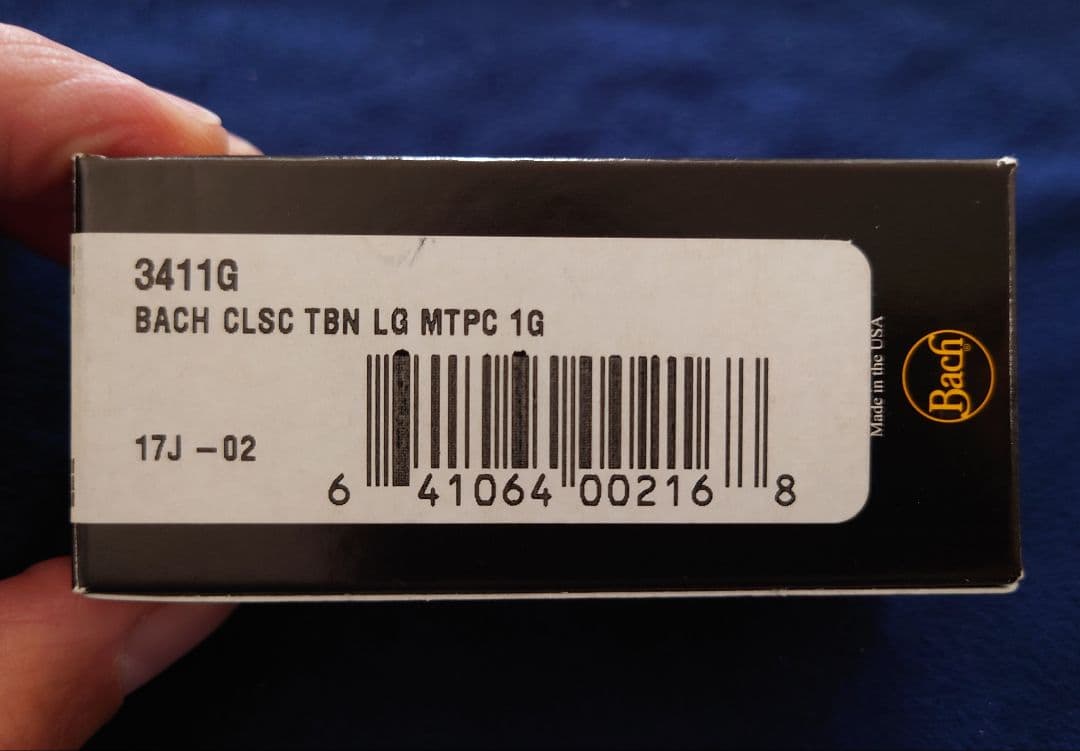 3411G
BACH CLSC TBN LG MTPC 1G
17J -02
6 41064 00216 8
Made in the USA
Bach®